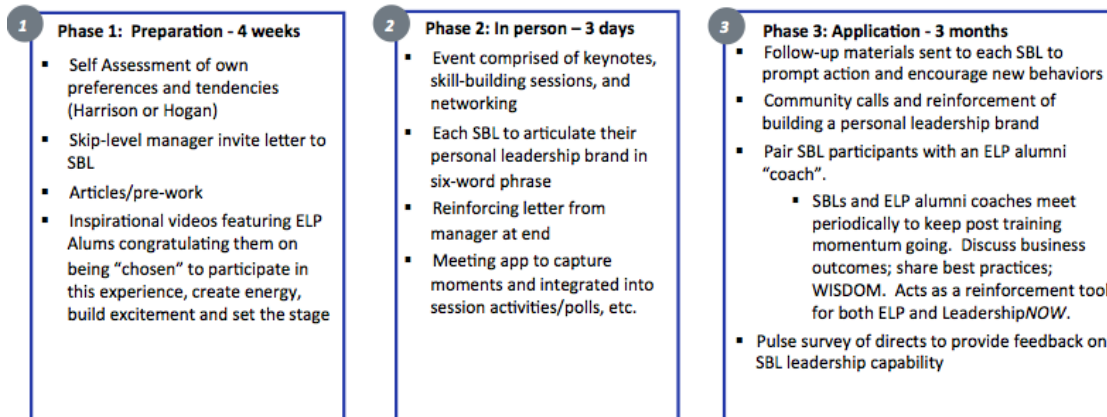 1
Phase 1:  Preparation - 4 weeks
▪ Self Assessment of own
preferences and tendencies
(Harrison or Hogan)
▪ Skip-level manager invite letter to
SBL
▪ Articles/pre-work
▪ Inspirational videos featuring ELP
Alums congratulating them on
being “chosen” to participate in
this experience, create energy,
build excitement and set the stage
2
Phase 2: In person – 3 days
▪ Event comprised of keynotes,
skill-building sessions, and
networking
▪ Each SBL to articulate their
personal leadership brand in
six-word phrase
▪ Reinforcing letter from
manager at end
▪ Meeting app to capture
moments and integrated into
session activities/polls, etc.
3
Phase 3: Application - 3 months
▪ Follow-up materials sent to each SBL to
prompt action and encourage new behaviors
▪ Community calls and reinforcement of
building a personal leadership brand
▪ Pair SBL participants with an ELP alumni
“coach”.
▪ SBLs and ELP alumni coaches meet
periodically to keep post training
momentum going.  Discuss business
outcomes; share best practices;
WISDOM.  Acts as a reinforcement tool
for both ELP and LeadershipNOW.
▪ Pulse survey of directs to provide feedback on
SBL leadership capability